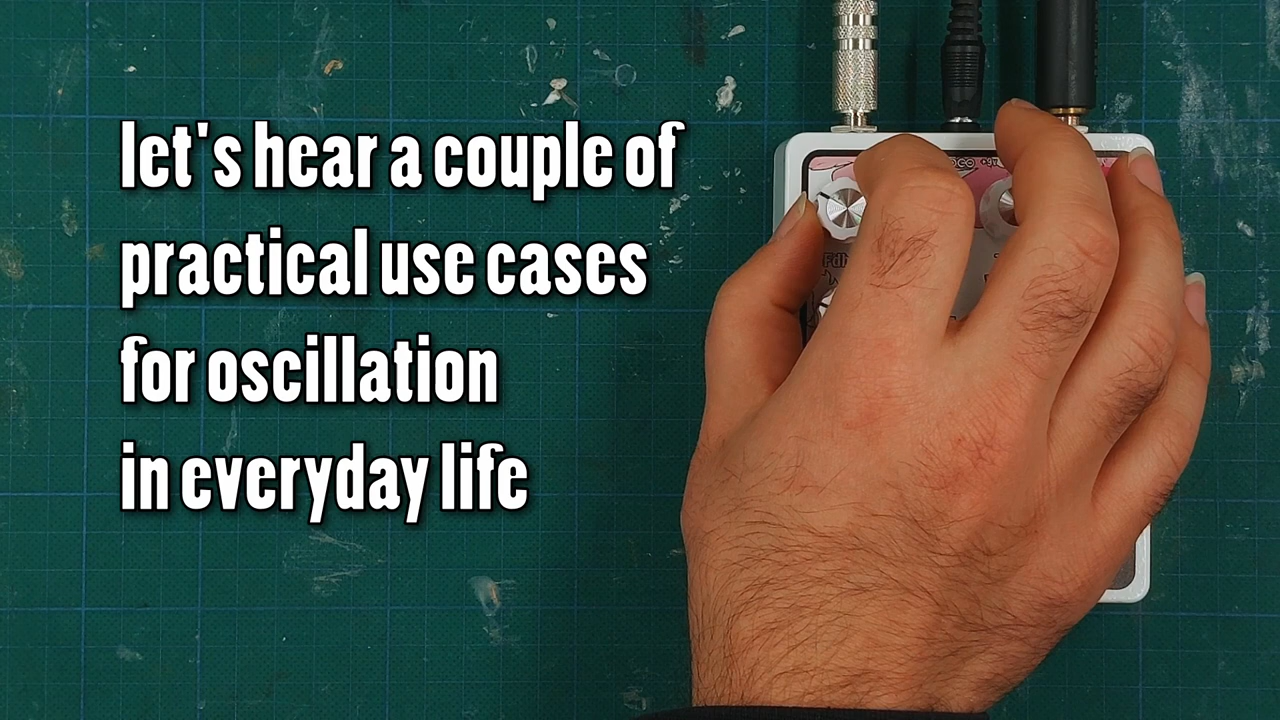 let's hear a couple of
practical use cases
for oscillation
in everyday life